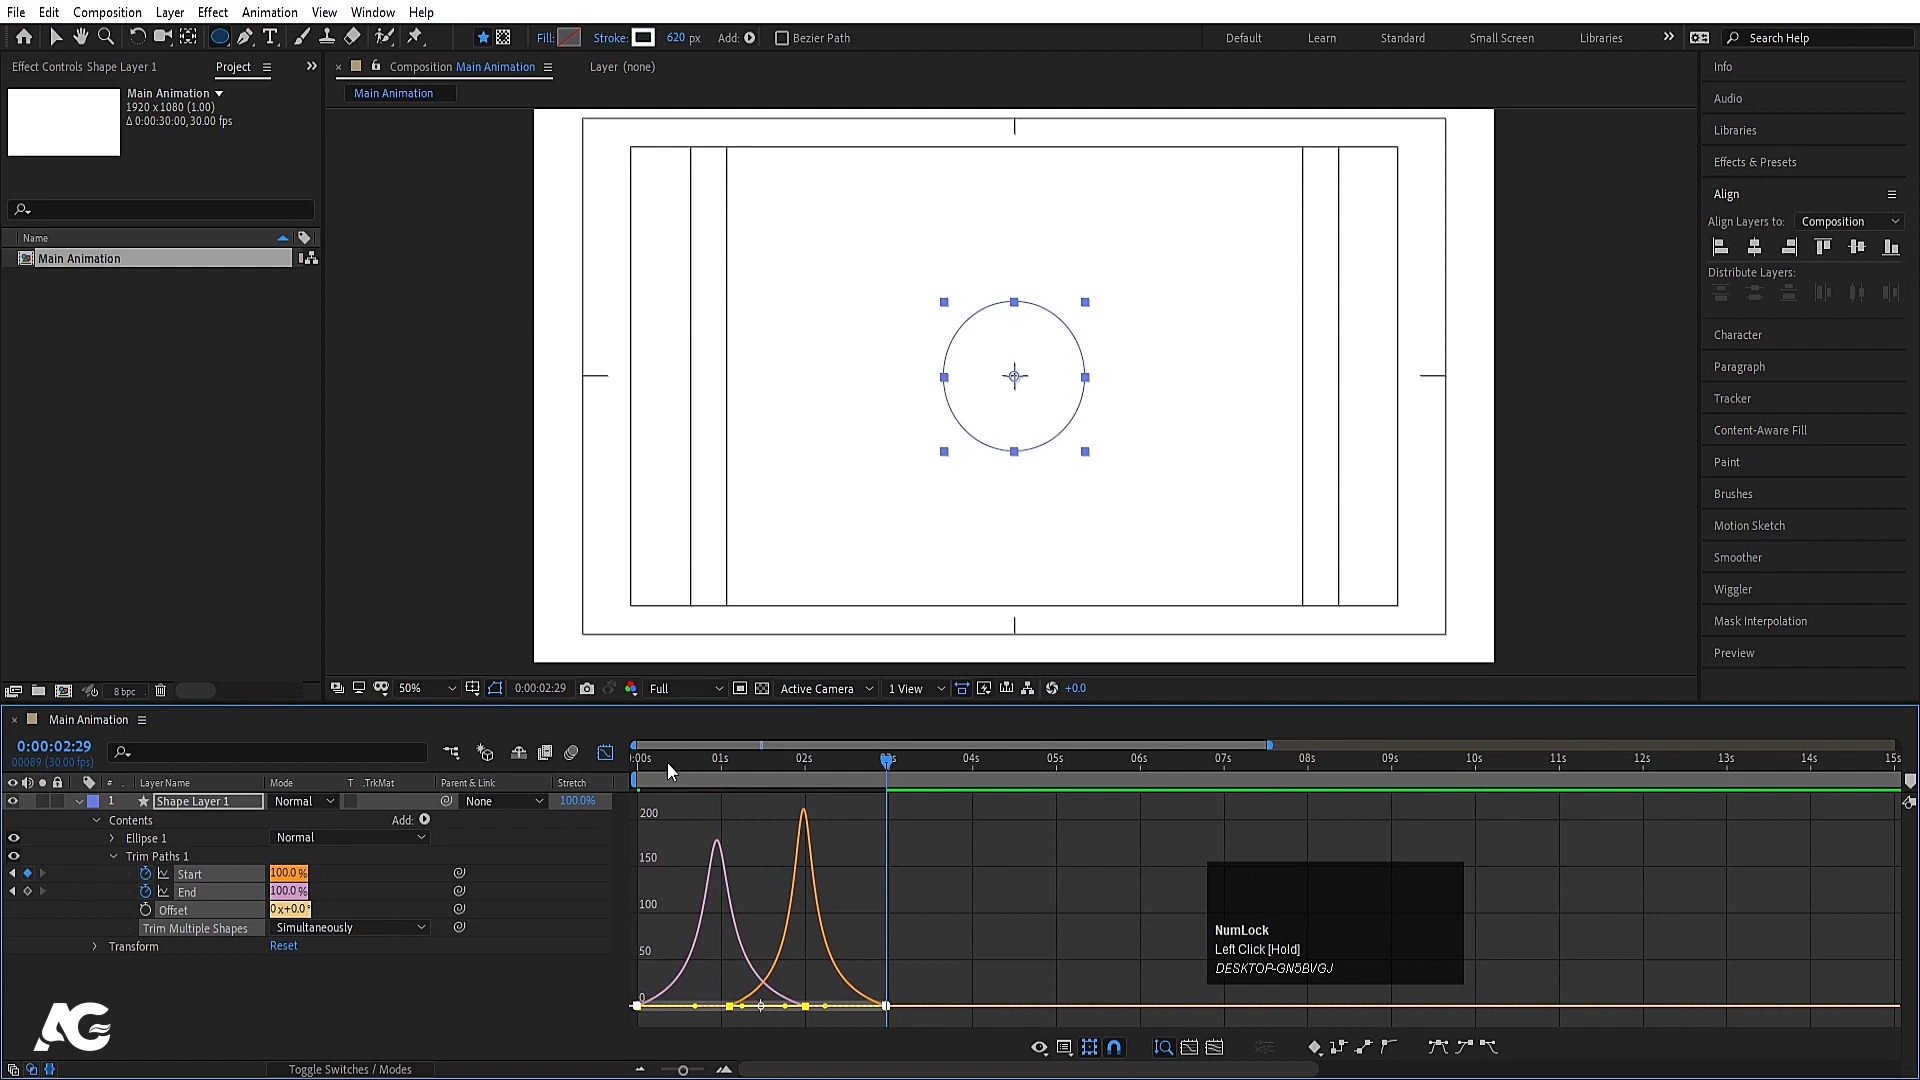 File Edit Composition Layer Effect Animation View Window Help
Fill: Stroke: 620 px Add: Bezier Path Default Learn Standard Small Screen Libraries Search Help
Effect Controls Shape Layer 1 Project Composition Main Animation Layer (none) Info
Main Animation
1920 x 1080 (1.00)
Δ 0:00:30:00, 30.00 fps
Main Animation
Audio
Libraries
Effects & Presets
Align
Align Layers to: Composition
Distribute Layers:
Name
Main Animation
Character
Paragraph
Tracker
Content-Aware Fill
Paint
Brushes
Motion Sketch
Smoother
Wiggler
Mask Interpolation
Preview
8 bpc 50% 0:00:02:29 Full Active Camera 1 View +0.0
Main Animation
0:00:02:29
00089 (30.00 fps)
# Layer Name Mode T .TrkMat Parent & Link Stretch
:00s 01s 02s 04s 05s 06s 07s 08s 09s 10s 11s 12s 13s 14s 15s
1 Shape Layer 1 Normal None 100.0%
Contents Add:
Ellipse 1 Normal
Trim Paths 1
Start 100.0 %
End 100.0 %
Offset 0 x+0.0 °
Trim Multiple Shapes Simultaneously
Transform Reset
200
150
100
50
0
NumLock
Left Click [Hold]
DESKTOP-GN5BVGJ
AG
Toggle Switches / Modes